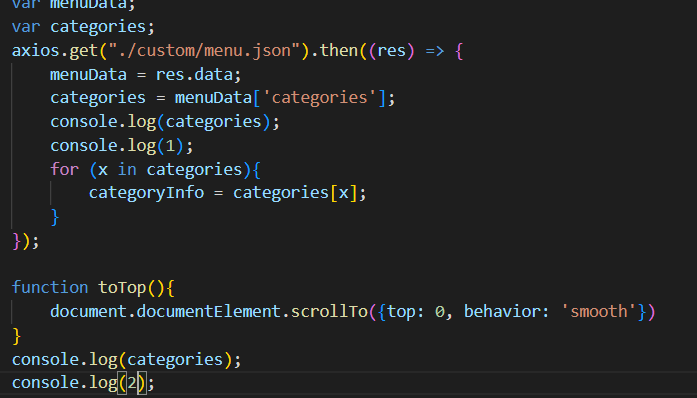 var menuData;
var categories;
axios.get("./custom/menu.json").then((res) => {
    menuData = res.data;
    categories = menuData['categories'];
    console.log(categories);
    console.log(1);
    for (x in categories){
        categoryInfo = categories[x];
    }
});

function toTop(){
    document.documentElement.scrollTo({top: 0, behavior: 'smooth'})
}
console.log(categories);
console.log(2);